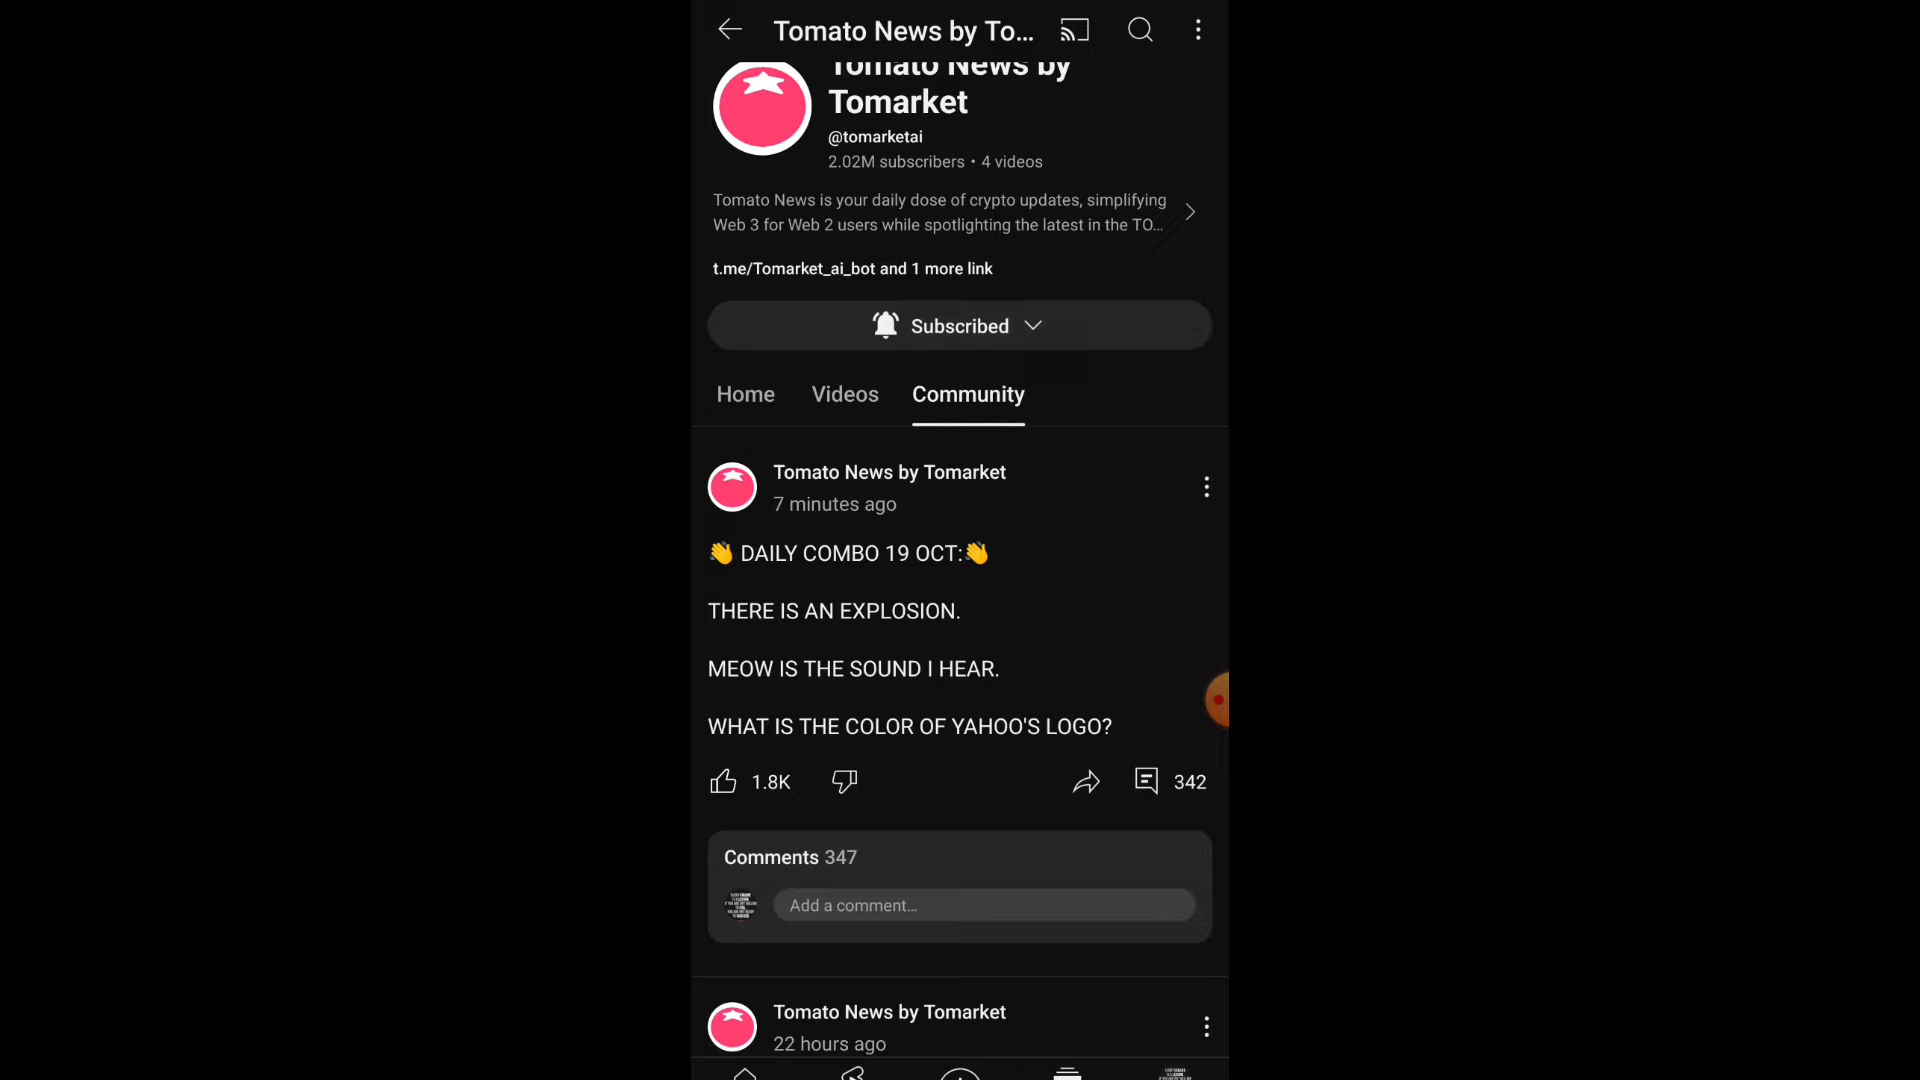 Tomato News by To...
Tomato News by
Tomarket
@tomarketai
2.02M subscribers • 4 videos
Tomato News is your daily dose of crypto updates, simplifying
Web 3 for Web 2 users while spotlighting the latest in the TO...
t.me/Tomarket_ai_bot and 1 more link
Subscribed
Home Videos Community
Tomato News by Tomarket
7 minutes ago
👋 DAILY COMBO 19 OCT:👋
THERE IS AN EXPLOSION.
MEOW IS THE SOUND I HEAR.
WHAT IS THE COLOR OF YAHOO'S LOGO?
1.8K 342
Comments 347
Add a comment...
Tomato News by Tomarket
22 hours ago